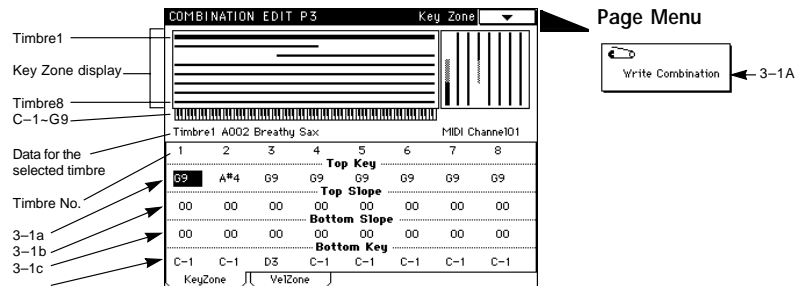 COMBINATION EDIT P3 Key Zone
Page Menu
Write Combination
3–1A
Timbre1
Key Zone display
Timbre8
C–1~G9
Timbre1 A002 Breathy Sax MIDI Channel01
Data for the
selected timbre
1 2 3 4 5 6 7 8
Top Key
G9 A#4 G9 G9 G9 G9 G9 G9
Top Slope
Timbre No.
00 00 00 00 00 00 00 00
Bottom Slope
3–1a
00 00 00 00 00 00 00 00
3–1b
Bottom Key
3–1c
C–1 C–1 D3 C–1 C–1 C–1 C–1 C–1
KeyZone VelZone